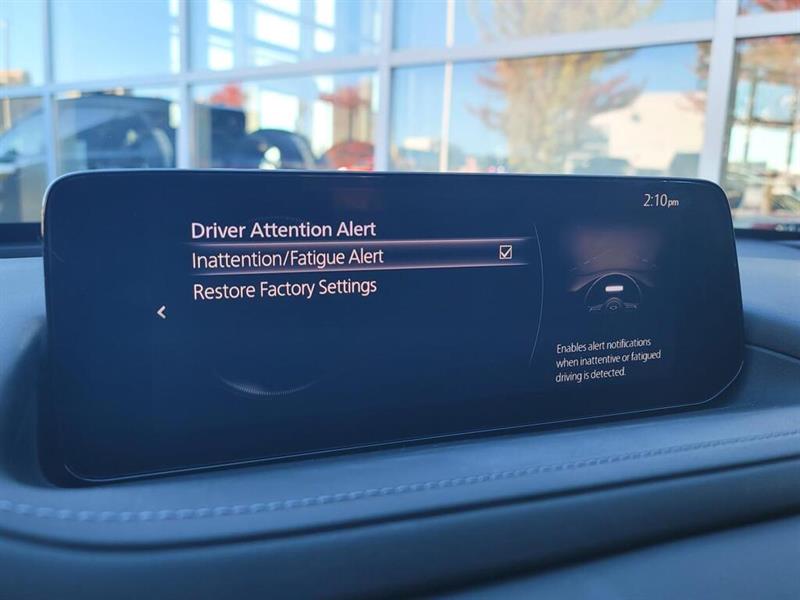 2:10pm
Driver Attention Alert
Inattention/Fatigue Alert
Restore Factory Settings
Enables alert notifications
when inattentive or fatigued
driving is detected.